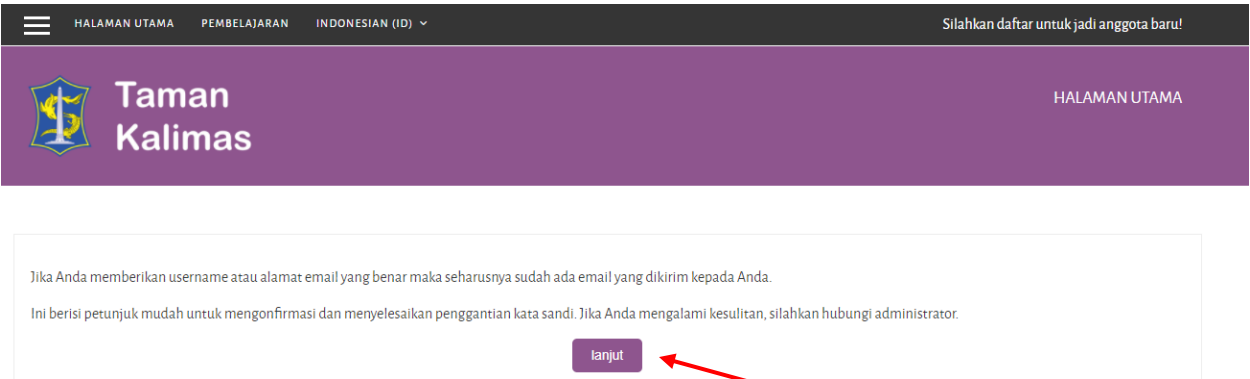 HALAMAN UTAMA PEMBELAJARAN INDONESIAN (ID) Silahkan daftar untuk jadi anggota baru!
Taman
Kalimas
HALAMAN UTAMA
Jika Anda memberikan username atau alamat email yang benar maka seharusnya sudah ada email yang dikirim kepada Anda.
Ini berisi petunjuk mudah untuk mengonfirmasi dan menyelesaikan penggantian kata sandi. Jika Anda mengalami kesulitan, silahkan hubungi administrator.
lanjut